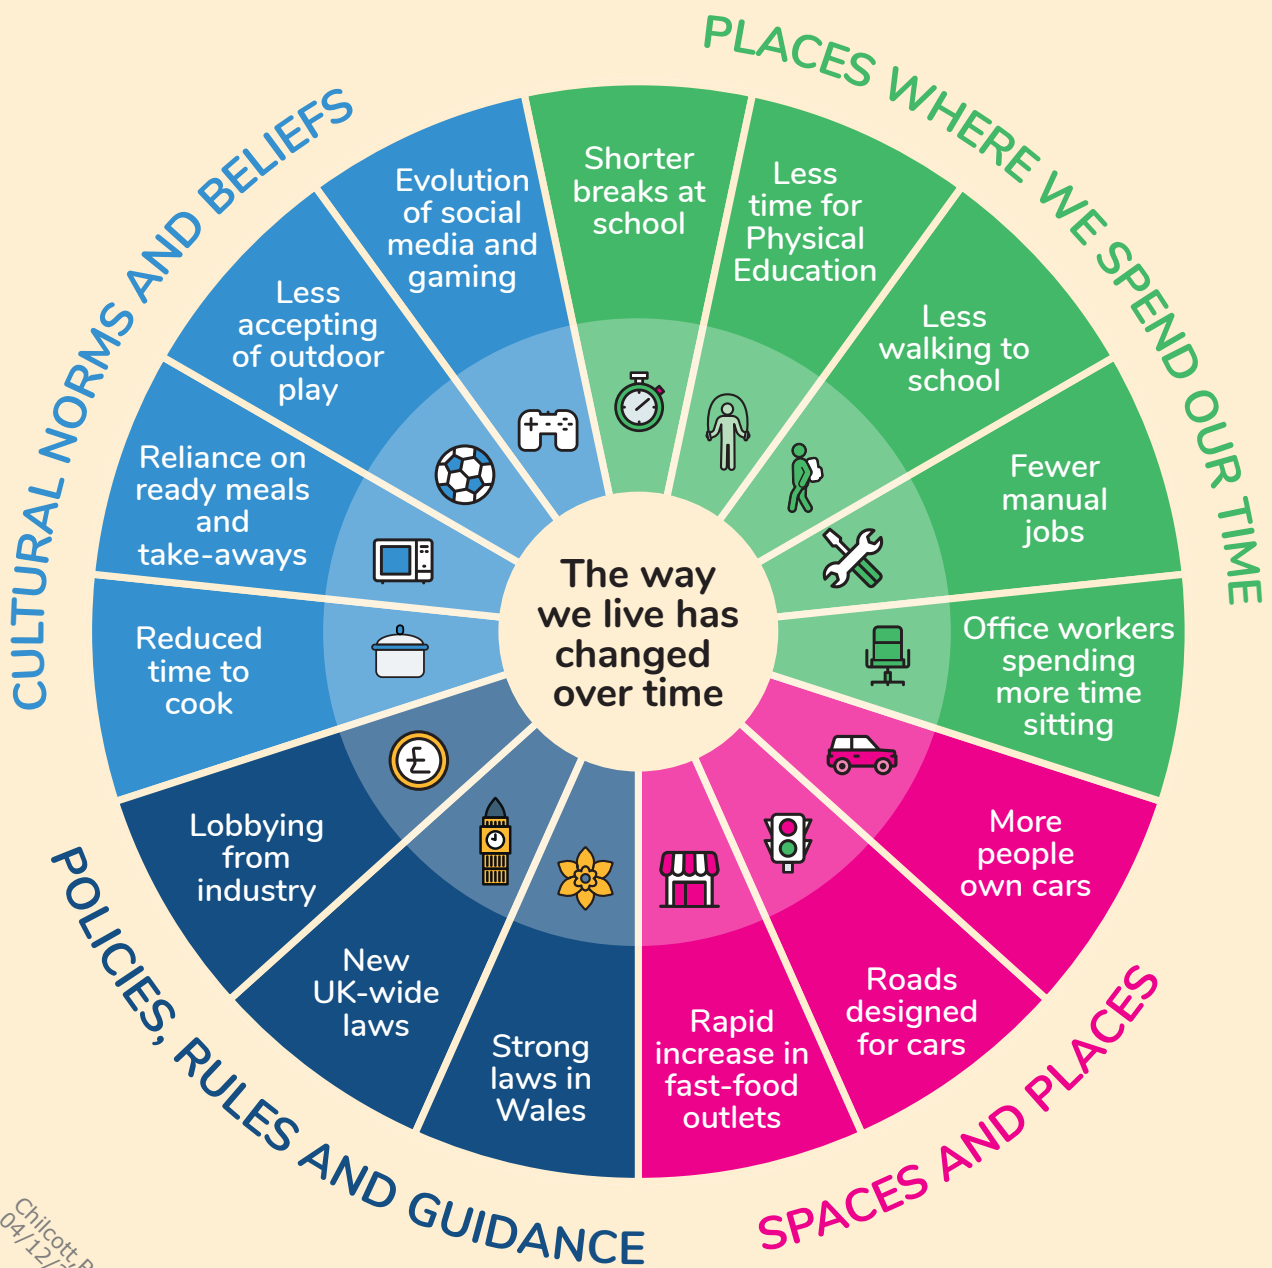 PLACES WHERE WE SPEND OUR TIME
CULTURAL NORMS AND BELIEFS
POLICIES, RULES AND GUIDANCE
SPACES AND PLACES
The way
we live has
changed
over time
Shorter
breaks at
school
Less
time for
Physical
Education
Less
walking to
school
Fewer
manual
jobs
Office workers
spending
more time
sitting
More
people
own cars
Roads
designed
for cars
Rapid
increase in
fast-food
outlets
Strong
laws in
Wales
New
UK-wide
laws
Lobbying
from
industry
Reduced
time to
cook
Reliance on
ready meals
and
take-aways
Less
accepting
of outdoor
play
Evolution
of social
media and
gaming
£
Chilcott,
04/12/